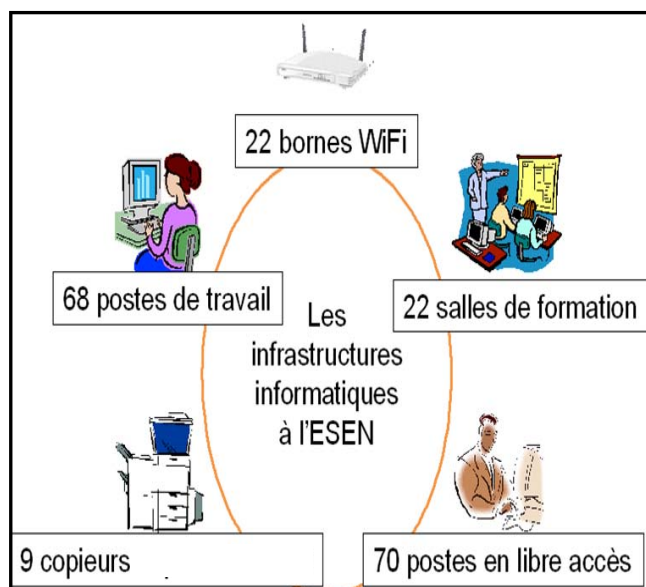 22 bornes WiFi
68 postes de travail
22 salles de formation
Les
infrastructures
informatiques
à l'ESEN
9 copieurs
70 postes en libre accès